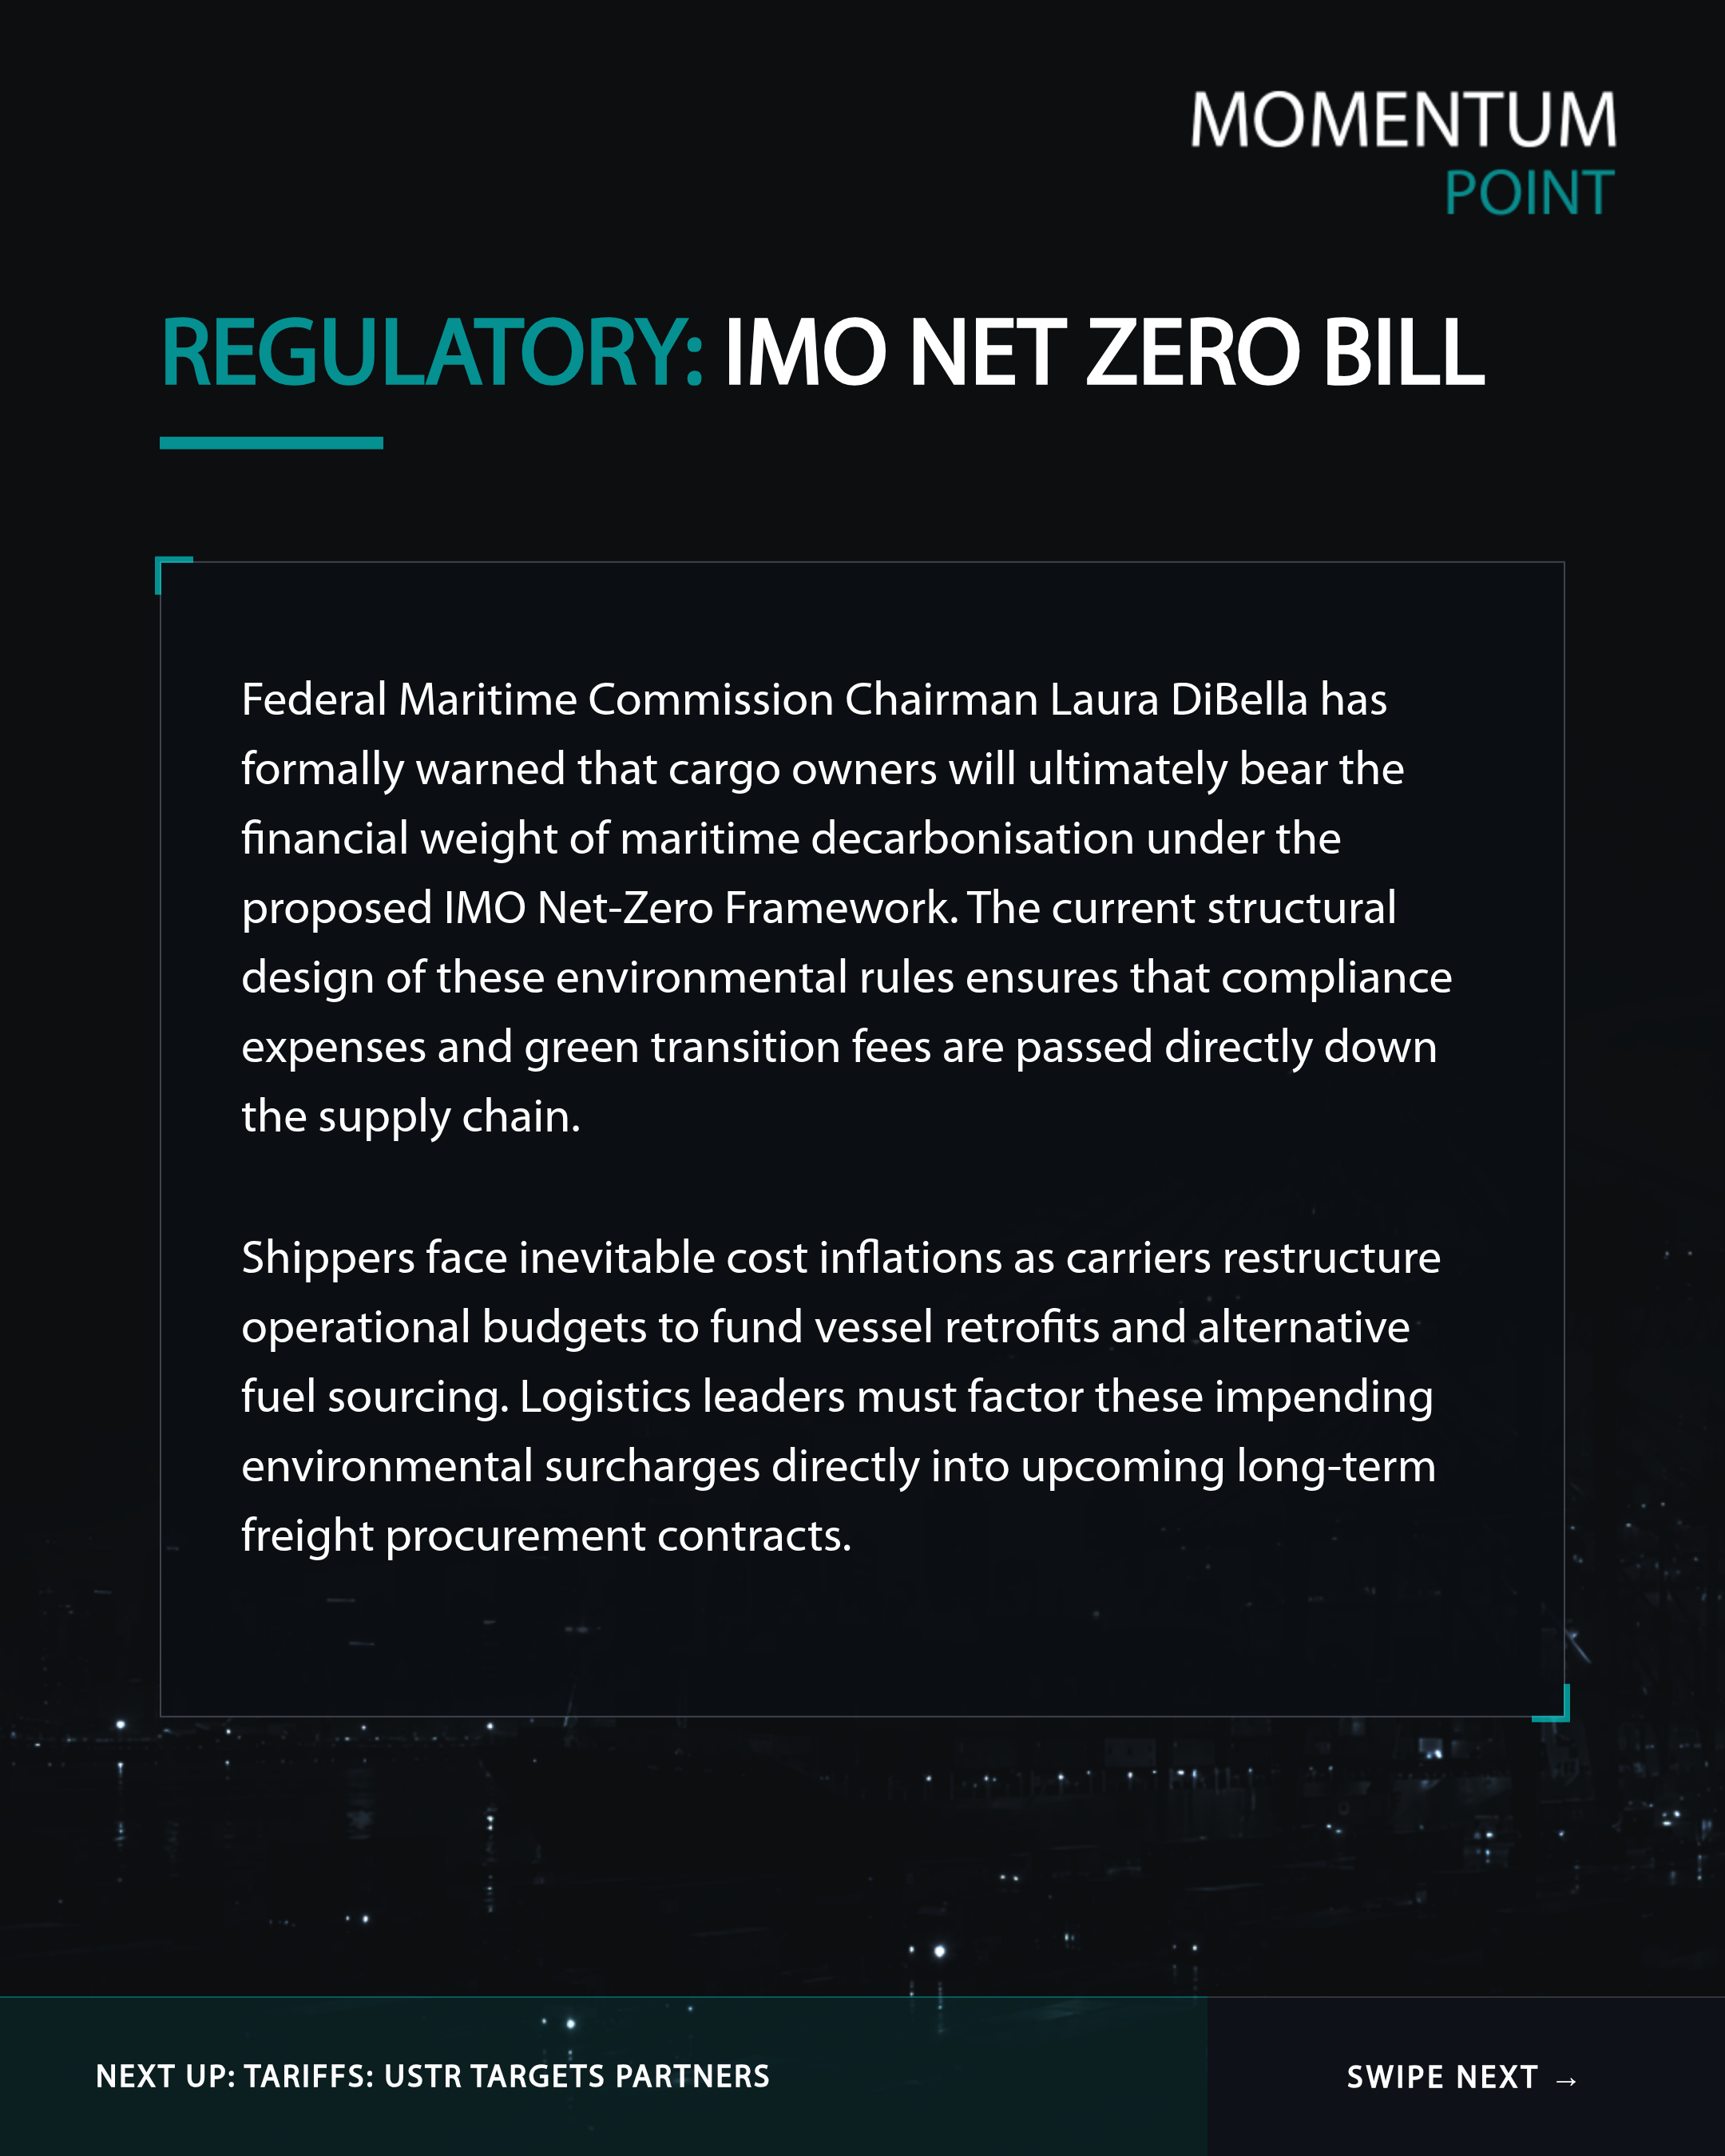 MOMENTUM
POINT
REGULATORY: IMO NET ZERO BILL
Federal Maritime Commission Chairman Laura DiBella has
formally warned that cargo owners will ultimately bear the
financial weight of maritime decarbonisation under the
proposed IMO Net-Zero Framework. The current structural
design of these environmental rules ensures that compliance
expenses and green transition fees are passed directly down
the supply chain.
Shippers face inevitable cost inflations as carriers restructure
operational budgets to fund vessel retrofits and alternative
fuel sourcing. Logistics leaders must factor these impending
environmental surcharges directly into upcoming long-term
freight procurement contracts.
NEXT UP: TARIFFS: USTR TARGETS PARTNERS
SWIPE NEXT →